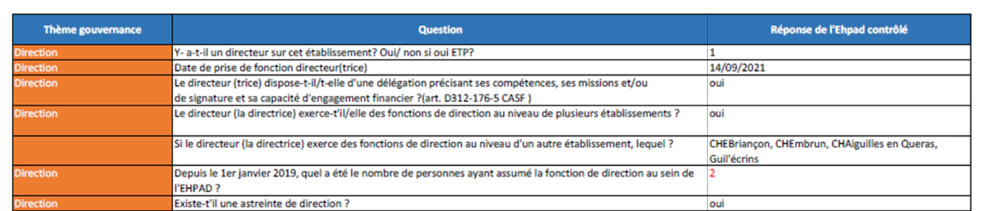 Thème gouvernance Question Réponse de l'Ehpad contrôlé
Direction Y- a-t-il un directeur sur cet établissement? Oui/ non si oui ETP? 1
Direction Date de prise de fonction directeur(trice) 14/09/2021
Direction Le directeur (trice) dispose-t-il/t-elle d'une délégation précisant ses compétences, ses missions et/ou oui
de signature et sa capacité d'engagement financier ?(art. D312-176-5 CASF )
Direction Le directeur (la directrice) exerce-t'il/elle des fonctions de direction au niveau de plusieurs établissements ? oui
Si le directeur (la directrice) exerce des fonctions de direction au niveau d'un autre établissement, lequel ? CHEBriançon, CHEmbrun, CHAiguilles en Queras,
Guil'écrins
Direction Depuis le 1er janvier 2019, quel a été le nombre de personnes ayant assumé la fonction de direction au sein de 2
l'EHPAD ?
Direction Existe-t'il une astreinte de direction ? oui